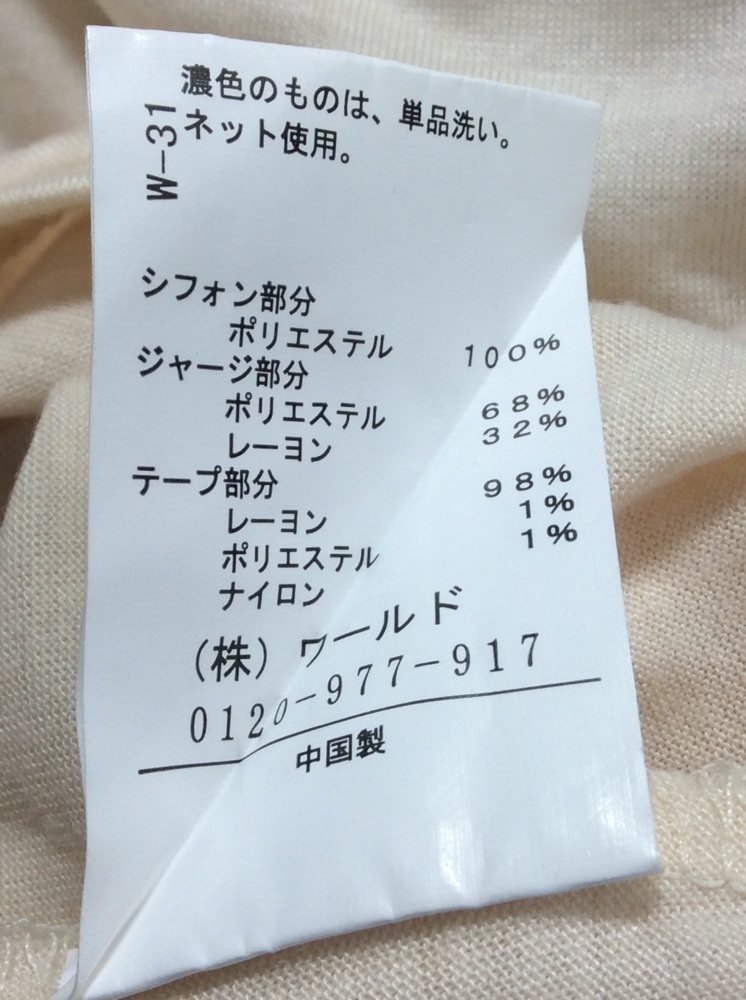 濃色のものは、単品洗い。
ネット使用。
W-31
シフォン部分
ポリエステル 100%
ジャージ部分
ポリエステル 68%
レーヨン 32%
テープ部分
レーヨン 98%
ポリエステル 1%
ナイロン 1%
(株) ワールド
0120-977-917
中国製